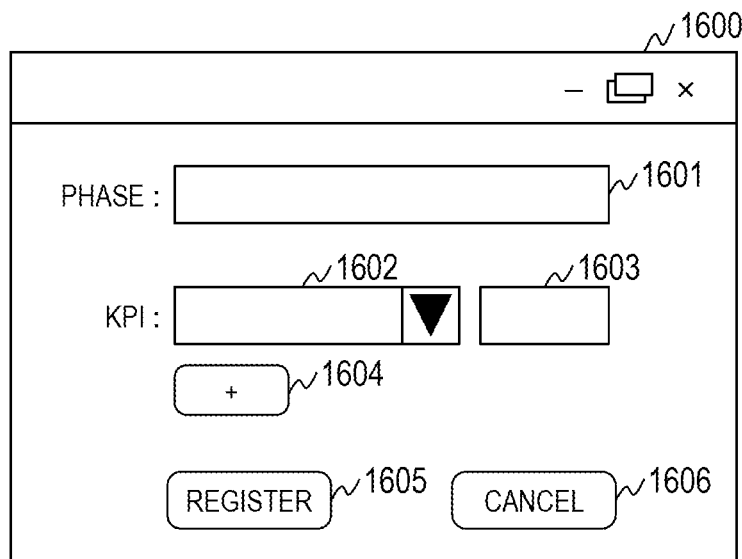 1600
PHASE :
1601
1602 1603
KPI :
+ 1604
REGISTER 1605 CANCEL 1606